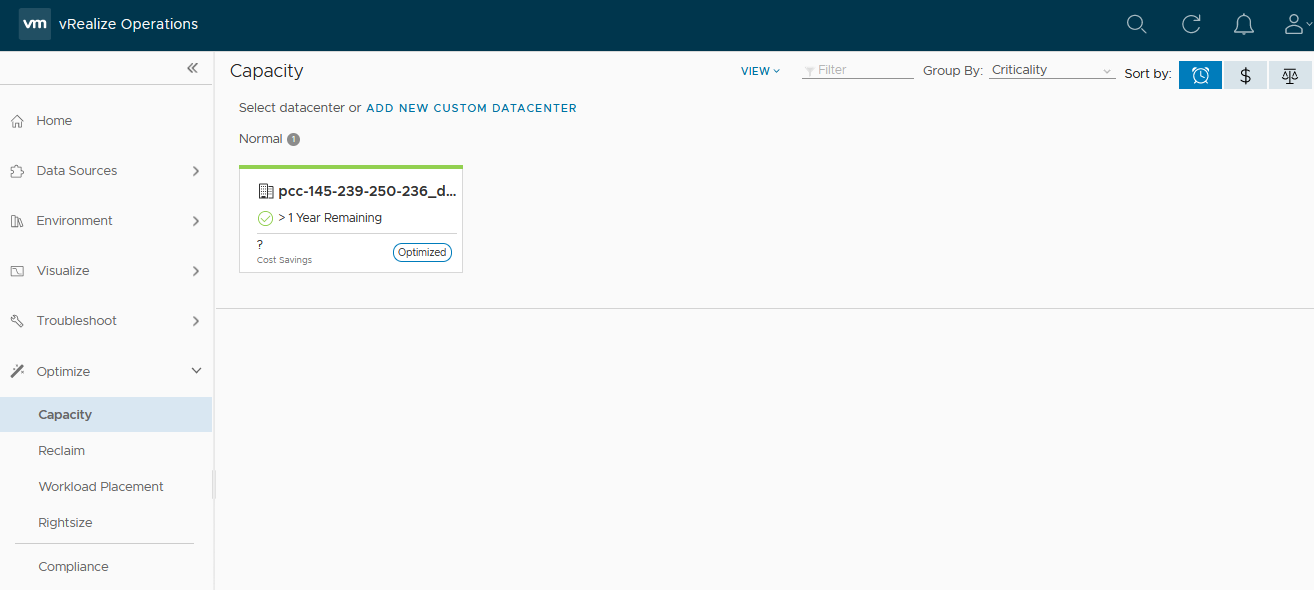 vm vRealize Operations
Capacity
VIEW
Filter
Group By: Criticality
Sort by:
$
Select datacenter or ADD NEW CUSTOM DATACENTER
Normal 1
pcc-145-239-250-236_d...
> 1 Year Remaining
?
Cost Savings
Optimized
Home
Data Sources
Environment
Visualize
Troubleshoot
Optimize
Capacity
Reclaim
Workload Placement
Rightsize
Compliance